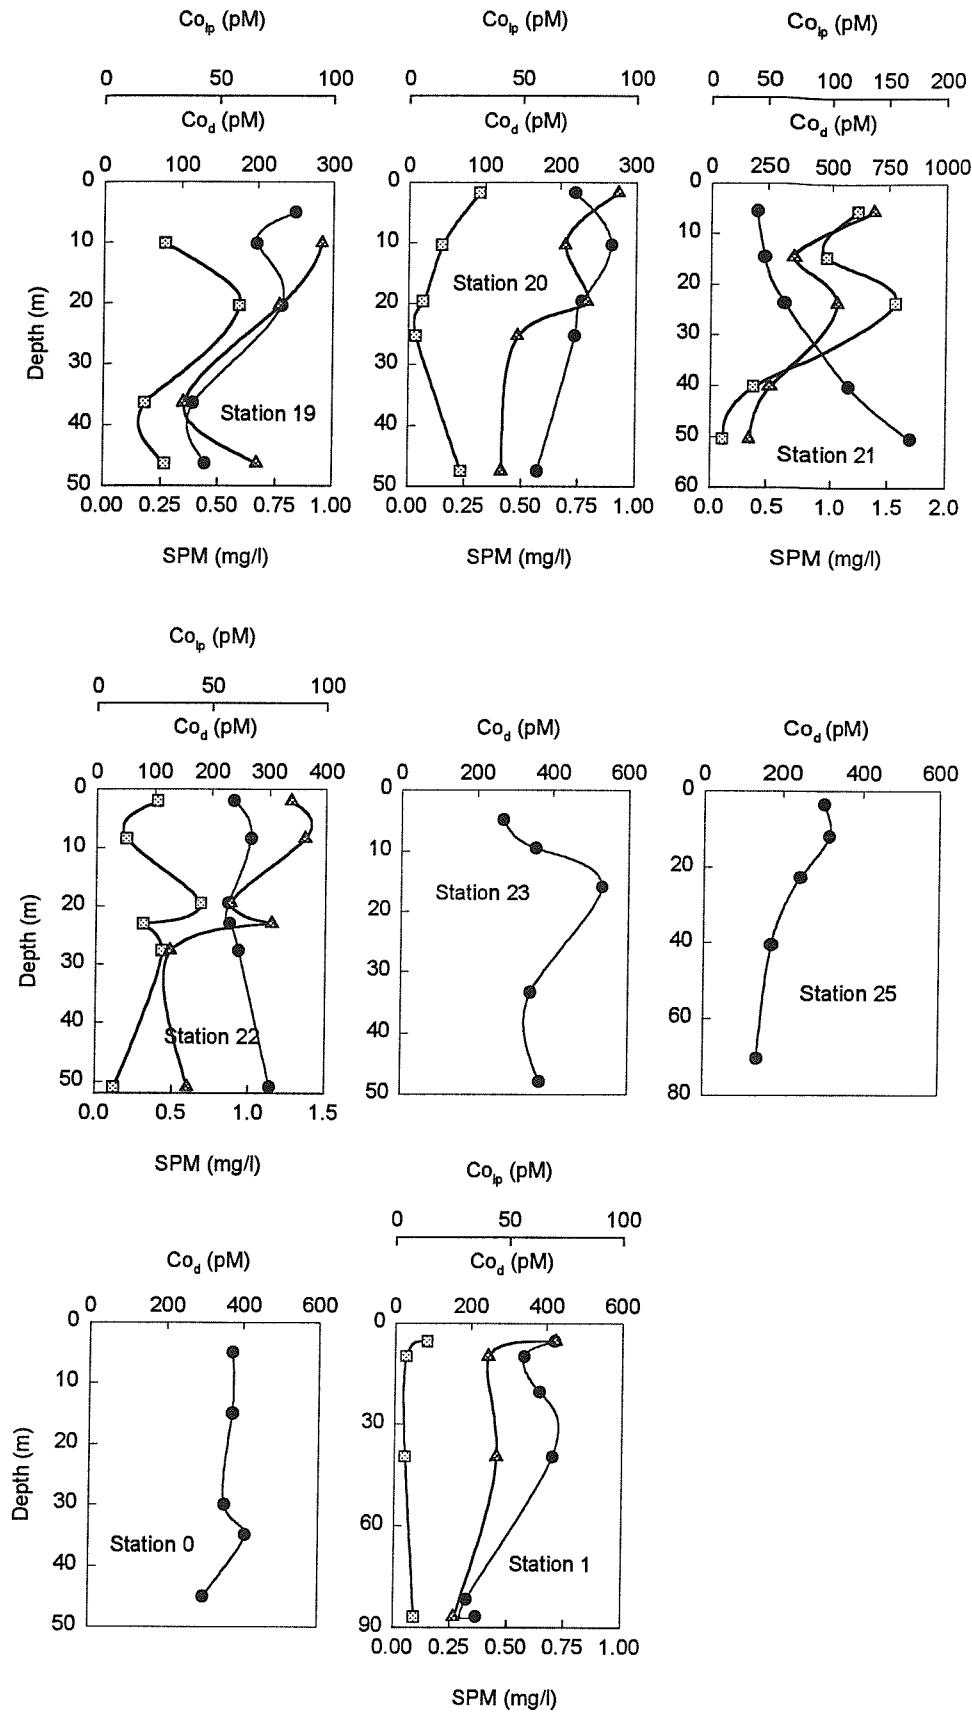 Co_lp (pM) Co_lp (pM) Co_lp (pM)
0 50 100 0 50 100 0 50 100 150 200
Co_d (pM) Co_d (pM) Co_d (pM)
0 100 200 300 0 100 200 300 0 250 500 750 1000
0 0 0
10 10 10
20 20 20
30 30 30
40 40 40
50 50 50
60
Depth (m)
Station 19
Station 20
Station 21
0.00 0.25 0.50 0.75 1.00 0.00 0.25 0.50 0.75 1.00 0.0 0.5 1.0 1.5 2.0
SPM (mg/l) SPM (mg/l) SPM (mg/l)
Co_lp (pM)
0 50 100
Co_d (pM) Co_d (pM) Co_d (pM)
0 100 200 300 400 0 200 400 600 0 200 400 600
0 0 0
10 10 20
20 20 40
30 30 60
40 40 80
50 50
Depth (m)
Station 22
Station 23
Station 25
0.0 0.5 1.0 1.5
SPM (mg/l)
Co_lp (pM)
0 50 100
Co_d (pM) Co_d (pM)
0 200 400 600 0 200 400 600
0 0
10 30
20 60
30 90
40
50
Depth (m)
Station 0
Station 1
0.00 0.25 0.50 0.75 1.00
SPM (mg/l)